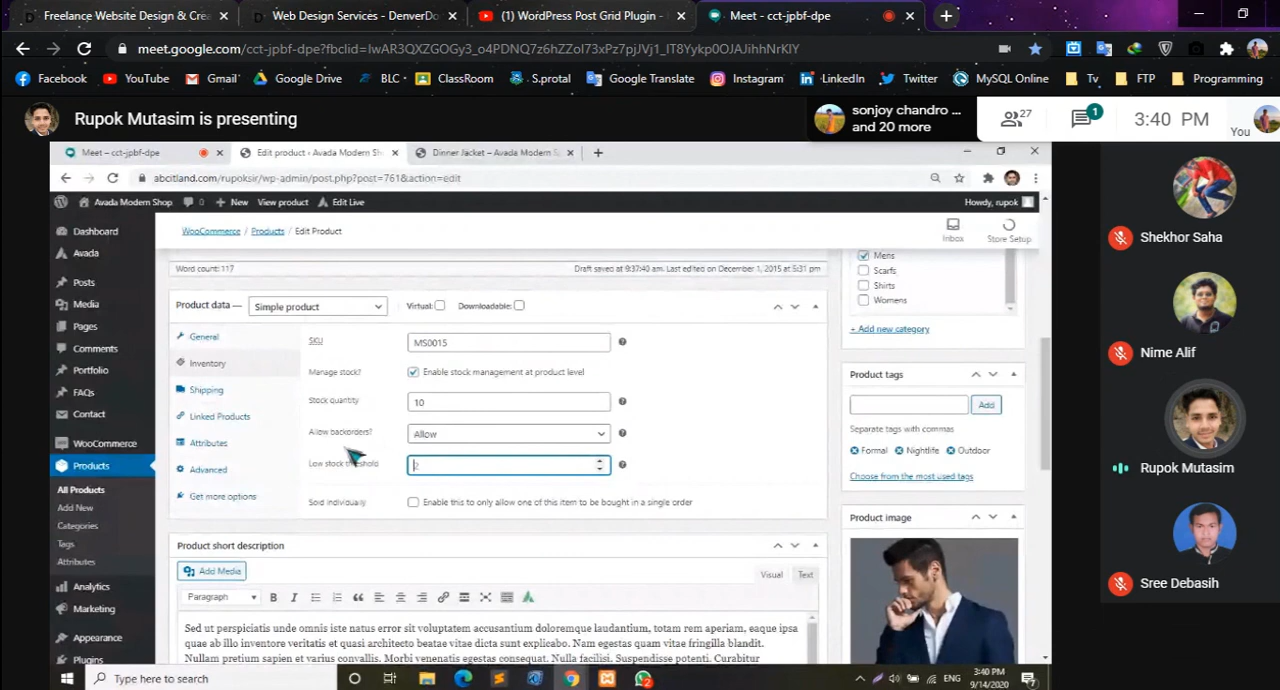 Freelance Website Design & Crea
Web Design Services - DenverDo
(1) WordPress Post Grid Plugin -
Meet - cct-jpbf-dpe
meet.google.com/cct-jpbf-dpe?fbclid=IwAR3QXZGOGy3_o4PDNQ7z6hZZoI73xPz7pjJVj1_IT8Yykp0OJAJihhNrKIY
Facebook YouTube Gmail Google Drive BLC ClassRoom S.protal Google Translate Instagram LinkedIn Twitter MySQL Online Tv FTP Programming
Rupok Mutasim is presenting
sonjoy chandro ...
and 20 more
27
1
3:40 PM
You
Meet – cct-jpbf-dpe
Edit product ‹ Avada Modern Sh
Dinner Jacket – Avada Modern S
abcitland.com/rupoksir/wp-admin/post.php?post=761&action=edit
Avada Modern Shop 0 New View product Edit Live
Howdy, rupok
WooCommerce / Products / Edit Product
Inbox
Store Setup
Dashboard
Avada
Posts
Media
Pages
Comments
Portfolio
FAQs
Contact
WooCommerce
Products
All Products
Add New
Categories
Tags
Attributes
Analytics
Marketing
Appearance
Plugins
Word count: 117
Draft saved at 9:37:40 am. Last edited on December 1, 2015 at 5:31 pm
Product data — Simple product Virtual: Downloadable:
General
Inventory
Shipping
Linked Products
Attributes
Advanced
Get more options
SKU MS0015
Manage stock? Enable stock management at product level
Stock quantity 10
Allow backorders? Allow
Low stock threshold 2
Sold individually Enable this to only allow one of this item to be bought in a single order
Product short description
Add Media
Visual Text
Paragraph B I
Sed ut perspiciatis unde omnis iste natus error sit voluptatem accusantium doloremque laudantium, totam rem aperiam, eaque ipsa
quae ab illo inventore veritatis et quasi architecto beatae vitae dicta sunt explicabo. Nam egestas quam vitae fringilla blandit.
Nullam pretium sapien et varius convallis. Morbi venenatis egestas consequat. Nulla facilisi. Suspendisse potenti. Curabitur
Mens
Scarfs
Shirts
Womens
+ Add new category
Product tags
Add
Separate tags with commas
Formal Nightlife Outdoor
Choose from the most used tags
Product image
Shekhor Saha
Nime Alif
Rupok Mutasim
Sree Debasih
Type here to search
ENG
3:40 PM
9/14/2020
2
7